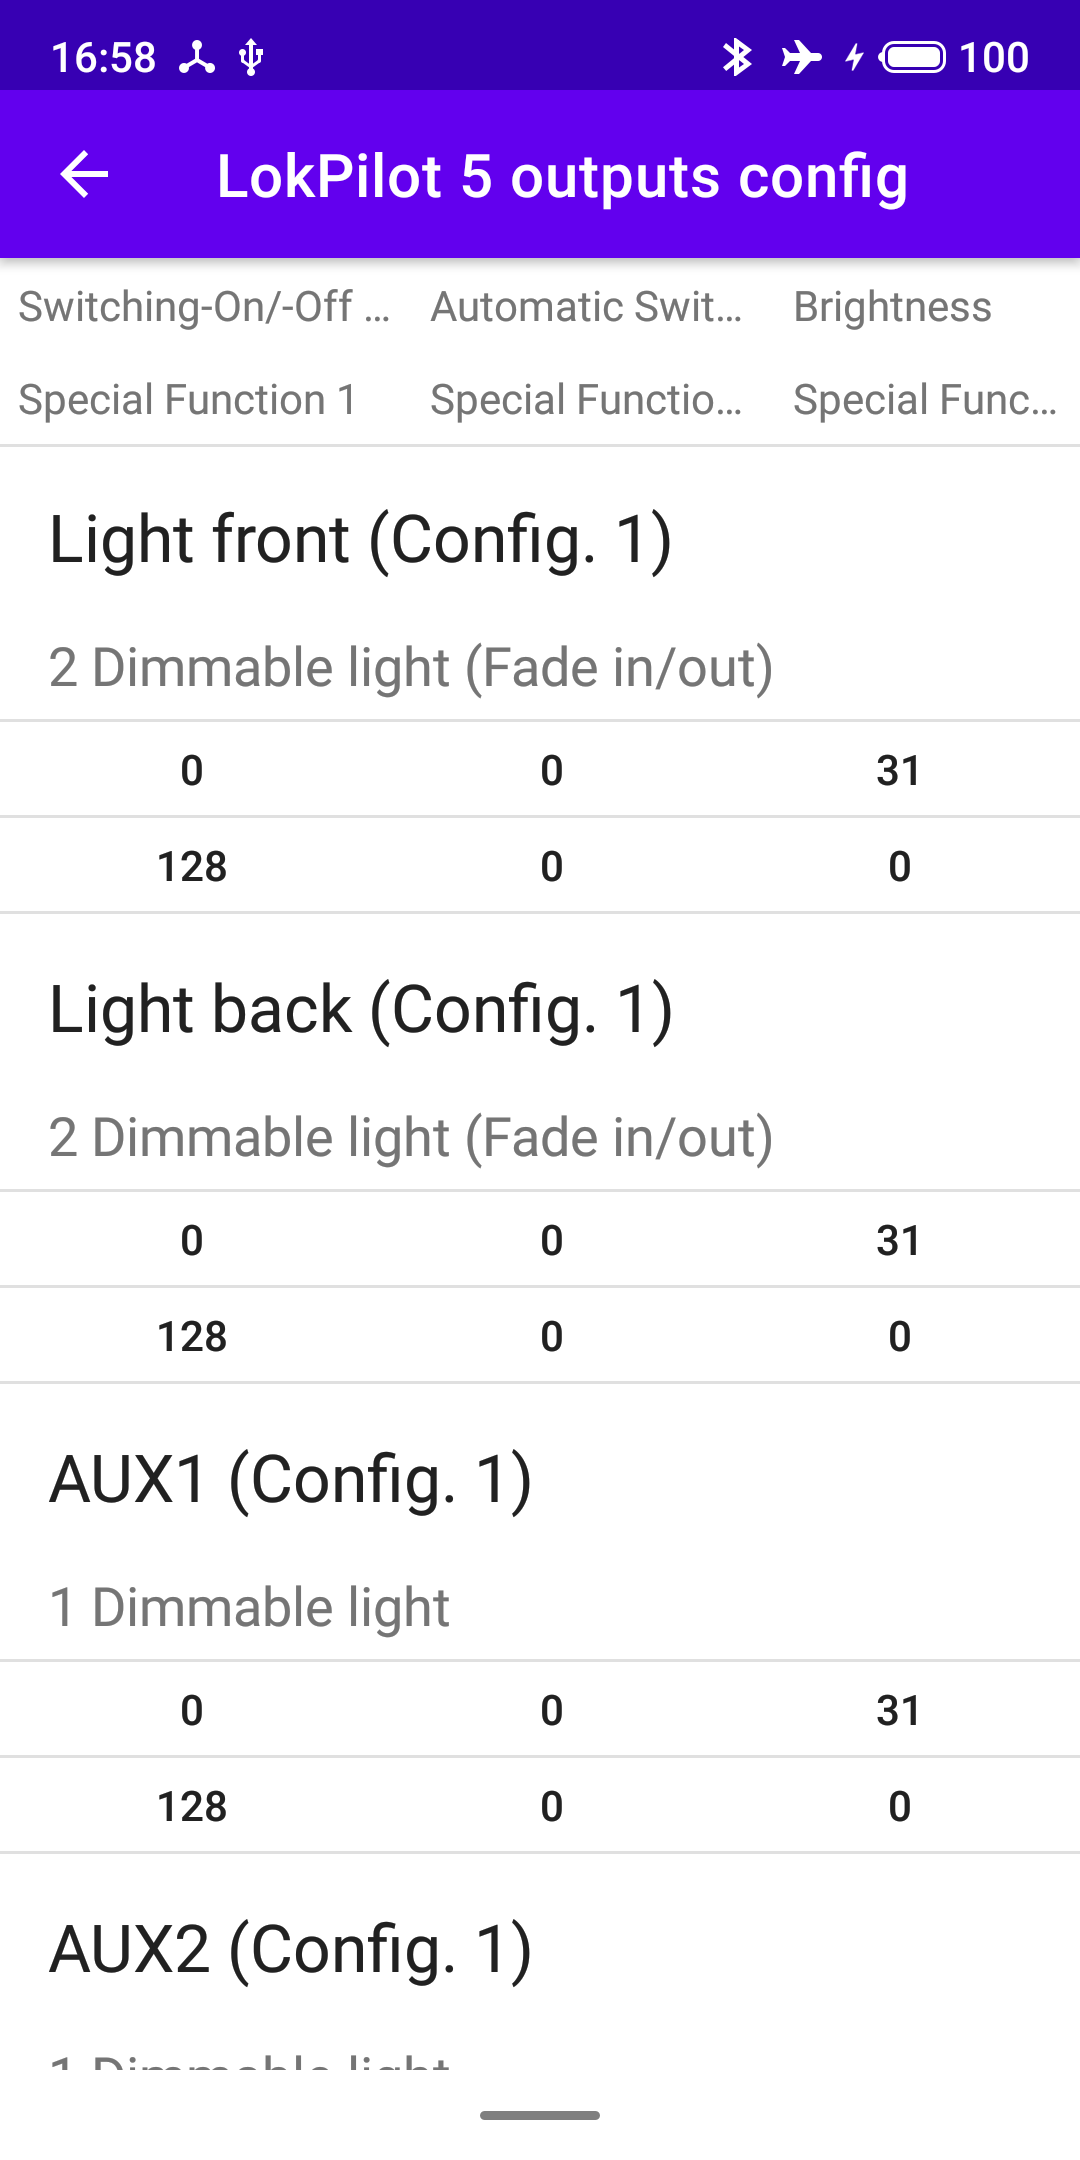 16:58 100
LokPilot 5 outputs config
Switching-On/-Off ... Automatic Swit... Brightness
Special Function 1 Special Functio... Special Func...
Light front (Config. 1)
2 Dimmable light (Fade in/out)
0 0 31
128 0 0
Light back (Config. 1)
2 Dimmable light (Fade in/out)
0 0 31
128 0 0
AUX1 (Config. 1)
1 Dimmable light
0 0 31
128 0 0
AUX2 (Config. 1)
1 Dimmable light